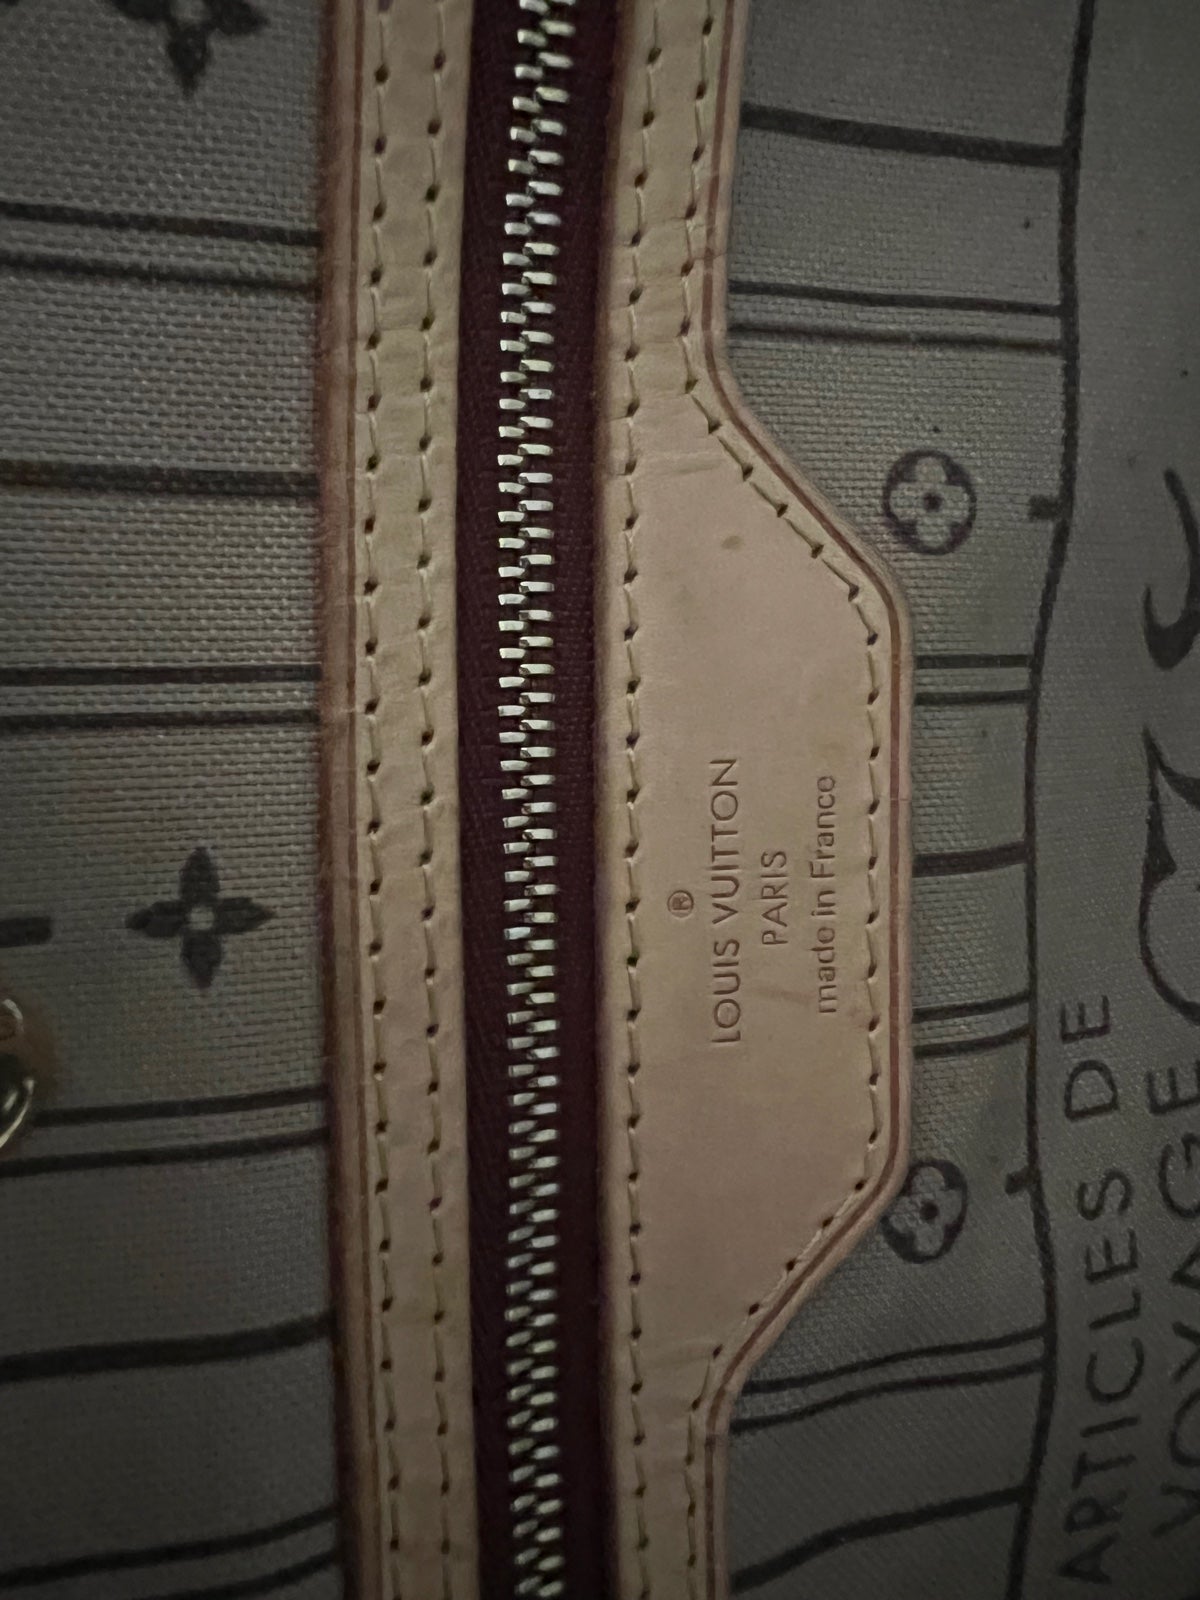 ®
LOUIS VUITTON
PARIS
made in France
ARTICLES DE
VOYAGE